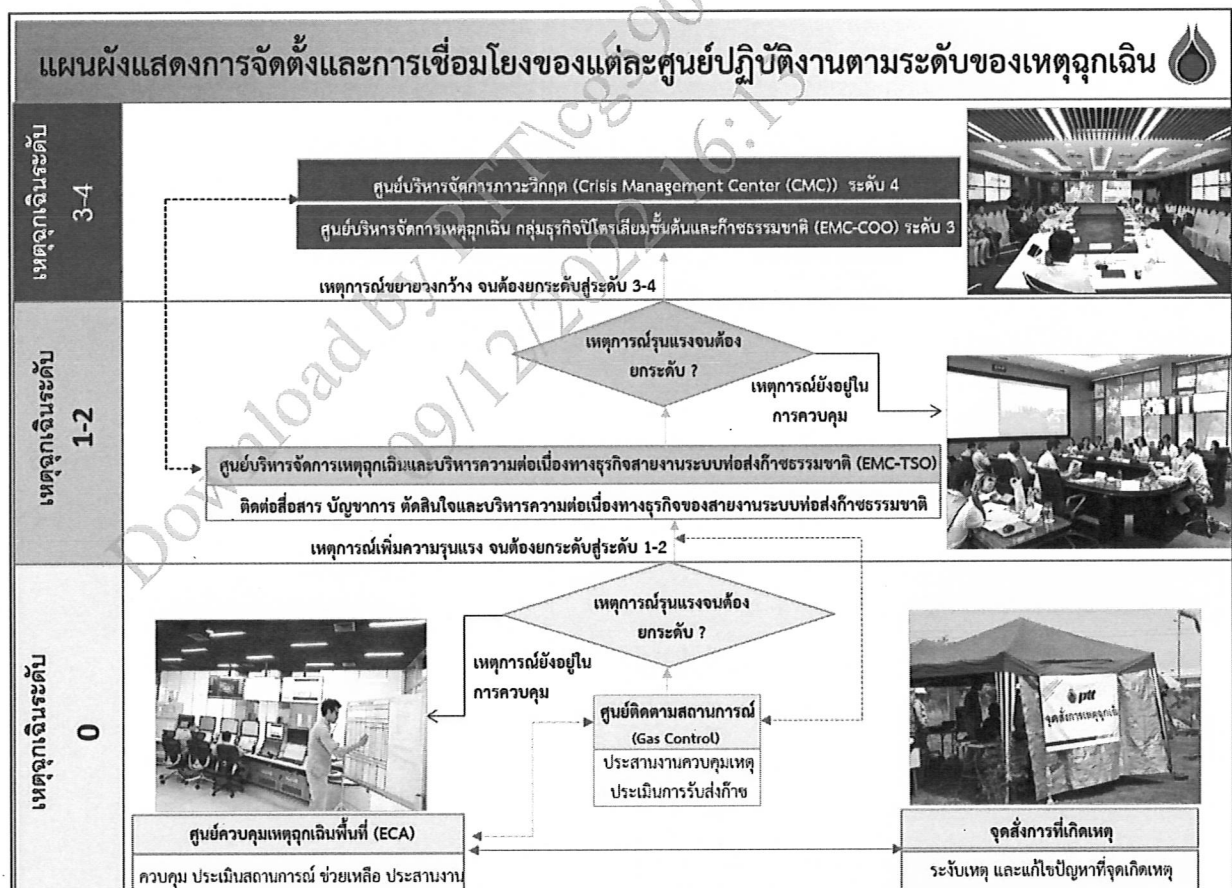 แผนผังแสดงการจัดตั้งและการเชื่อมโยงของแต่ละศูนย์ปฏิบัติงานตามระดับของเหตุฉุกเฉิน
เหตุฉุกเฉินระดับ
3-4
ศูนย์บริหารจัดการภาวะวิกฤต (Crisis Management Center (CMC)) ระดับ 4
ศูนย์บริหารจัดการเหตุฉุกเฉิน กลุ่มธุรกิจปิโตรเลียมขั้นต้นและก๊าซธรรมชาติ (EMC-COO) ระดับ 3
เหตุการณ์ขยายวงกว้าง จนต้องยกระดับสู่ระดับ 3-4
เหตุฉุกเฉินระดับ
1-2
เหตุการณ์รุนแรงจนต้อง
ยกระดับ ?
เหตุการณ์ยังอยู่ใน
การควบคุม
ศูนย์บริหารจัดการเหตุฉุกเฉินและบริหารความต่อเนื่องทางธุรกิจสายงานระบบท่อส่งก๊าซธรรมชาติ (EMC-TSO)
ติดต่อสื่อสาร บัญชาการ ตัดสินใจและบริหารความต่อเนื่องทางธุรกิจของสายงานระบบท่อส่งก๊าซธรรมชาติ
เหตุการณ์เพิ่มความรุนแรง จนต้องยกระดับสู่ระดับ 1-2
เหตุฉุกเฉินระดับ
0
เหตุการณ์รุนแรงจนต้อง
ยกระดับ ?
เหตุการณ์ยังอยู่ใน
การควบคุม
ศูนย์ติดตามสถานการณ์
(Gas Control)
ประสานงานควบคุมเหตุ
ประเมินการรับส่งก๊าซ
ptt
จุดสั่งการเหตุฉุกเฉิ
ศูนย์ควบคุมเหตุฉุกเฉินพื้นที่ (ECA)
ควบคุม ประเมินสถานการณ์ ช่วยเหลือ ประสานงาน
จุดสั่งการที่เกิดเหตุ
ระงับเหตุ และแก้ไขปัญหาที่จุดเกิดเหตุ
Download by PTT\cg590
09/12/2022 16:13